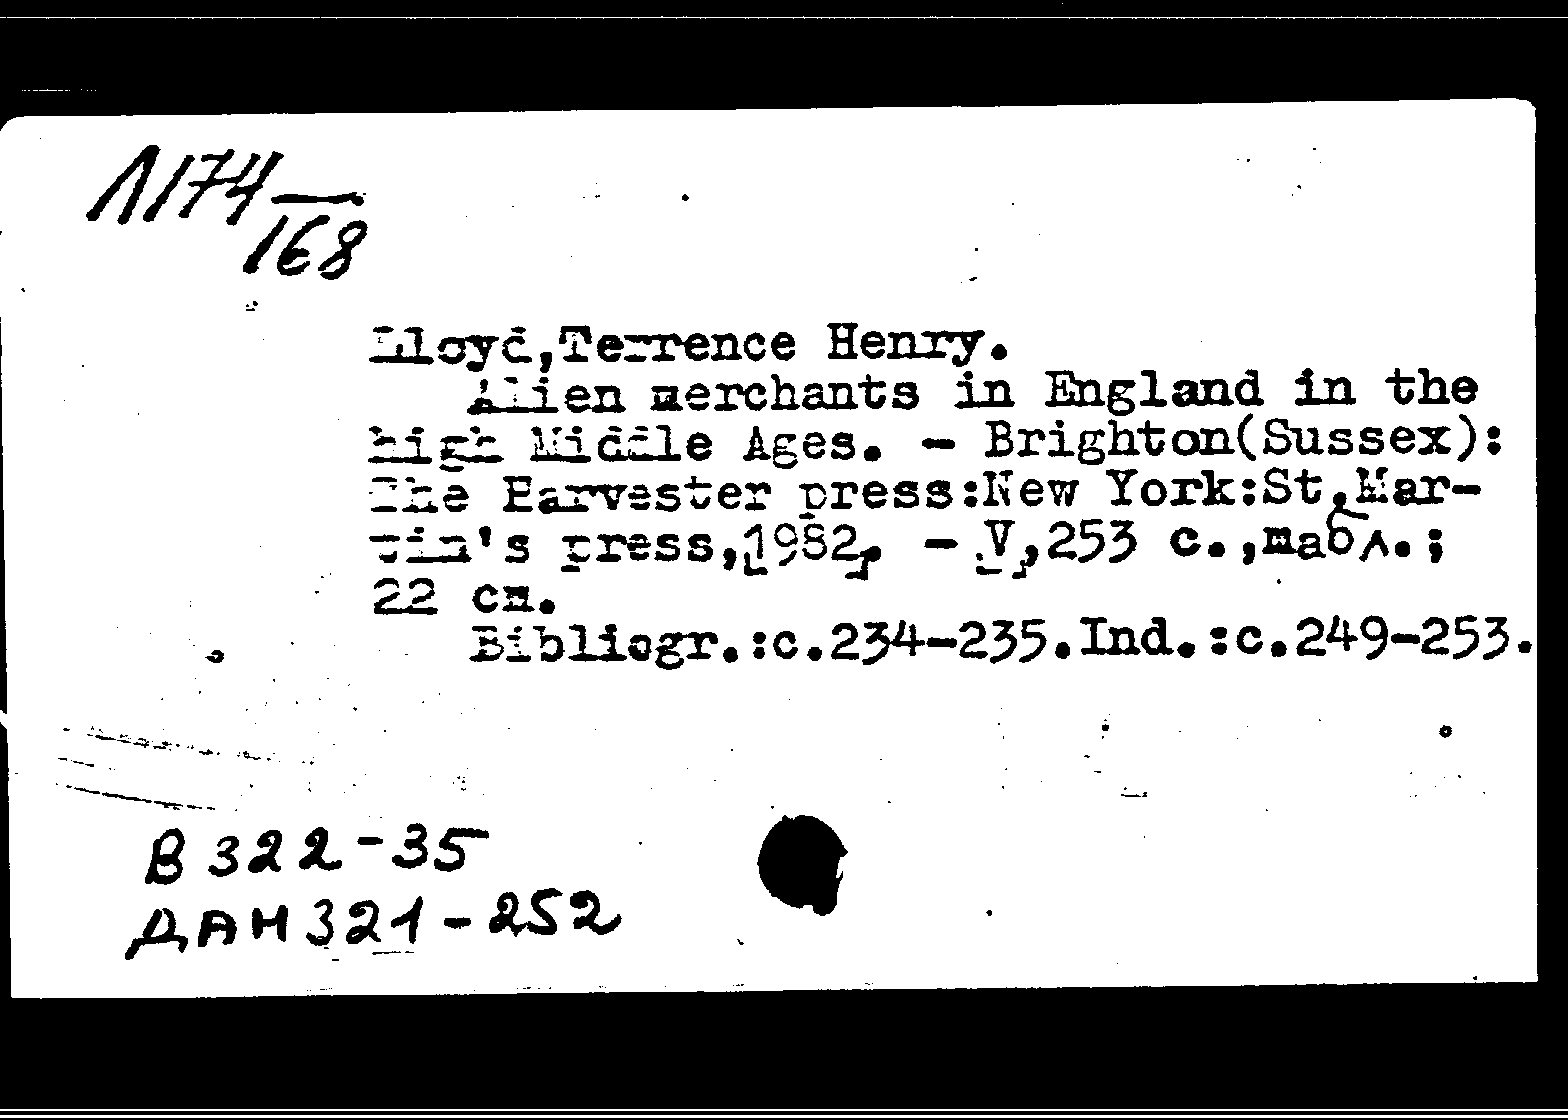 Л174
168
Lloyd,Terrence Henry.
Alien merchants in England in the
high Middle Ages. - Brighton(Sussex):
The Harvester press:New York:St.Mar-
tin's press,[1982]. - [V],253 c.,табл.;
22 cm.
Bibliogr.:c.234-235.Ind.:c.249-253.
В 322-35
ДАН 321-252